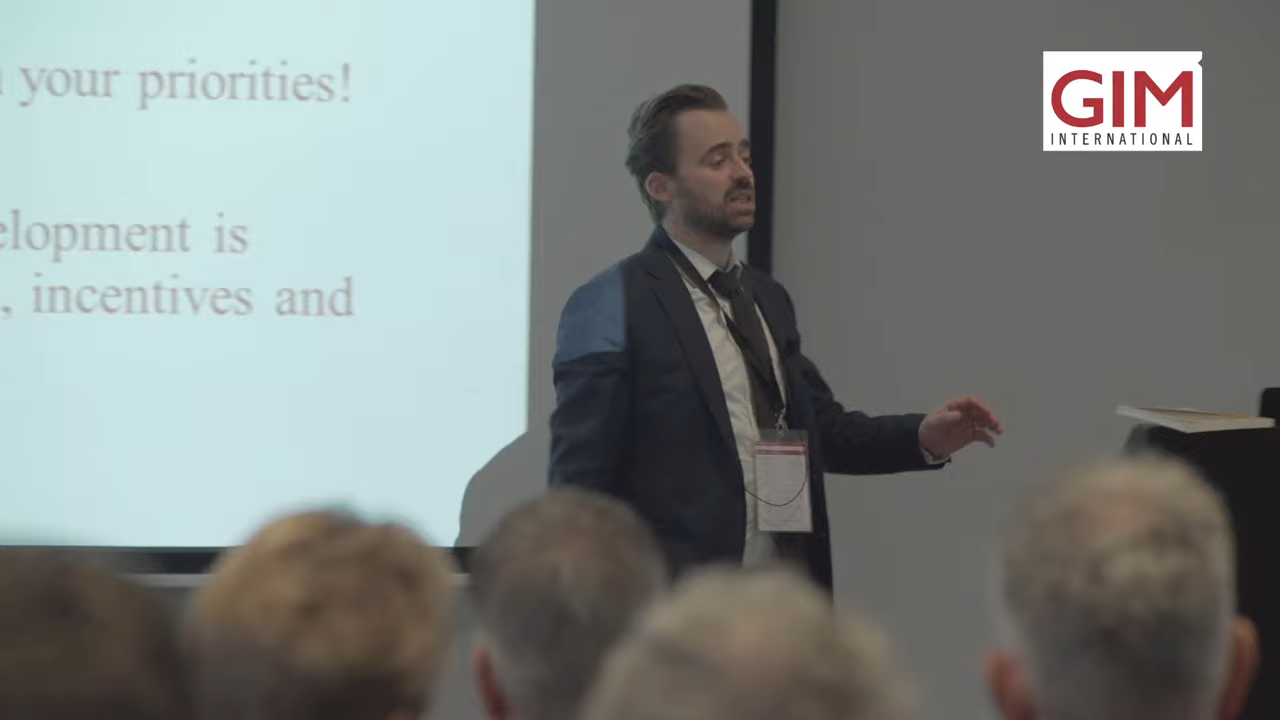 your priorities!
elopment is
, incentives and
GIM
INTERNATIONAL